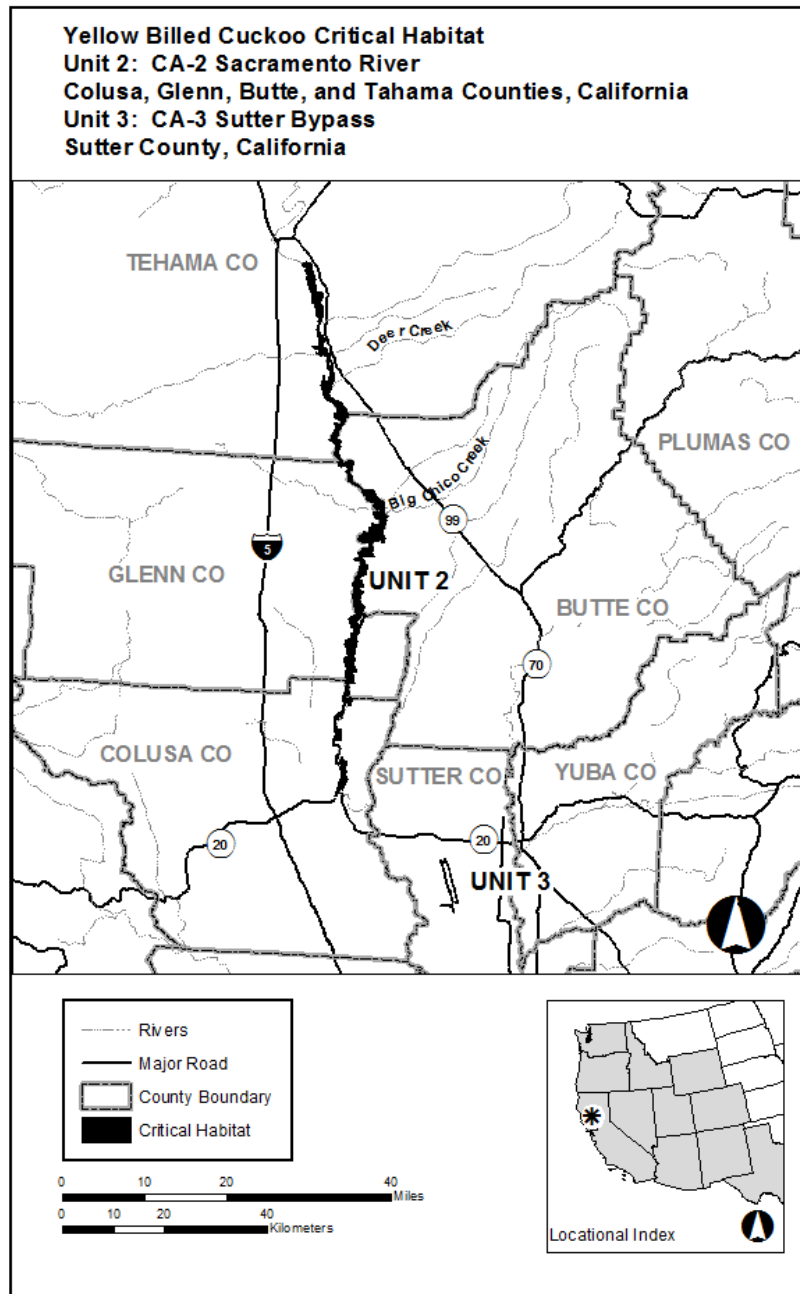 Yellow Billed Cuckoo Critical Habitat
Unit 2: CA-2 Sacramento River
Colusa, Glenn, Butte, and Tahama Counties, California
Unit 3: CA-3 Sutter Bypass
Sutter County, California
TEHAMA CO
Deer Creek
PLUMAS CO
Big Chico Creek
99
5
GLENN CO
UNIT 2
BUTTE CO
70
COLUSA CO
SUTTER CO
YUBA CO
20
20
UNIT 3
Rivers
Major Road
County Boundary
Critical Habitat
0 10 20 40
Miles
0 10 20 40
Kilometers
Locational Index